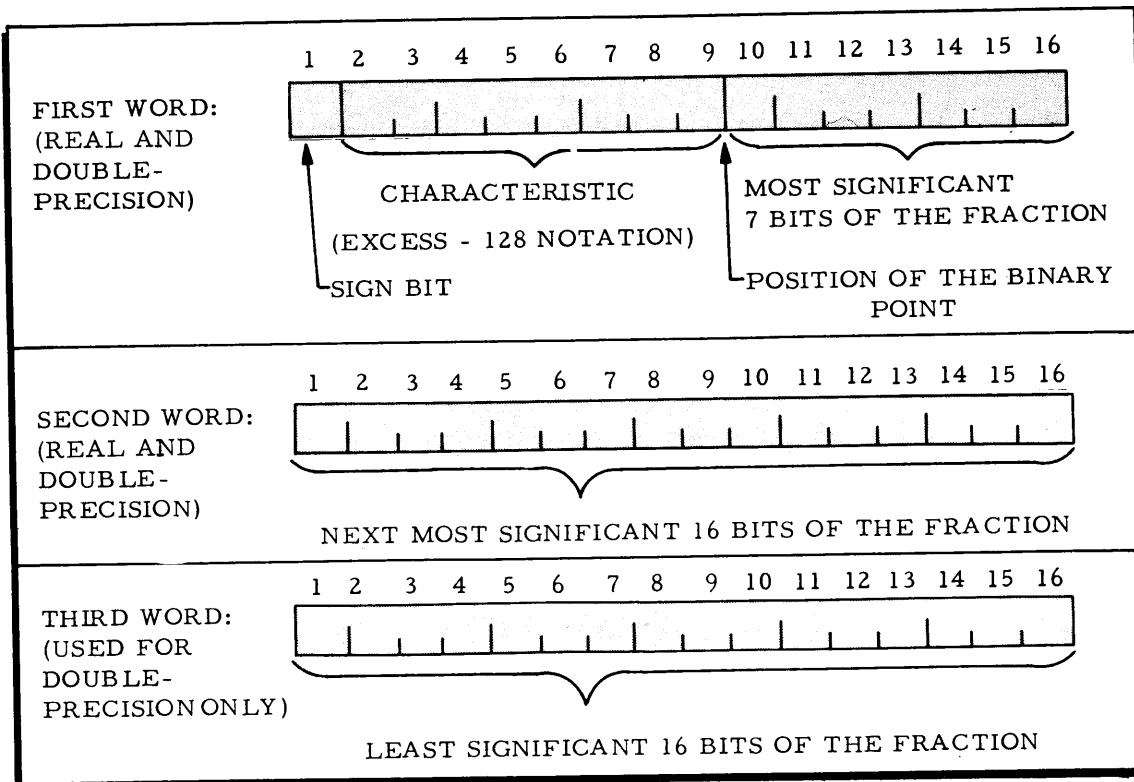 1 2 3 4 5 6 7 8 9 10 11 12 13 14 15 16
FIRST WORD:
(REAL AND
DOUBLE-
PRECISION)
CHARACTERISTIC
(EXCESS - 128 NOTATION)
SIGN BIT
MOST SIGNIFICANT
7 BITS OF THE FRACTION
POSITION OF THE BINARY
POINT
1 2 3 4 5 6 7 8 9 10 11 12 13 14 15 16
SECOND WORD:
(REAL AND
DOUBLE-
PRECISION)
NEXT MOST SIGNIFICANT 16 BITS OF THE FRACTION
1 2 3 4 5 6 7 8 9 10 11 12 13 14 15 16
THIRD WORD:
(USED FOR
DOUBLE-
PRECISION ONLY)
LEAST SIGNIFICANT 16 BITS OF THE FRACTION